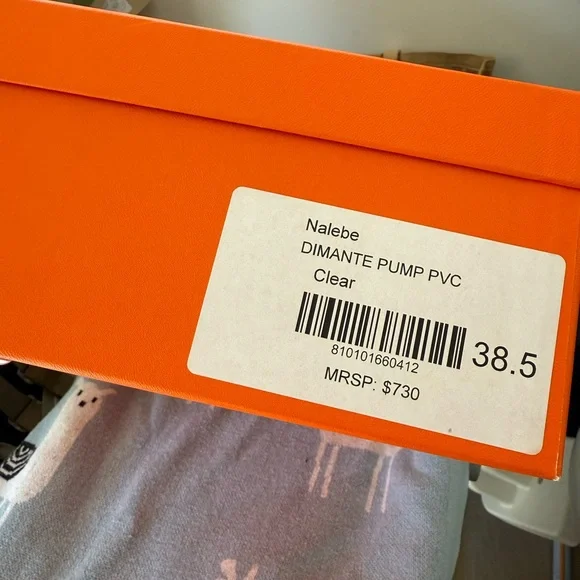 Nalebe
DIMANTE PUMP PVC
Clear
810101660412
38.5
MRSP: $730